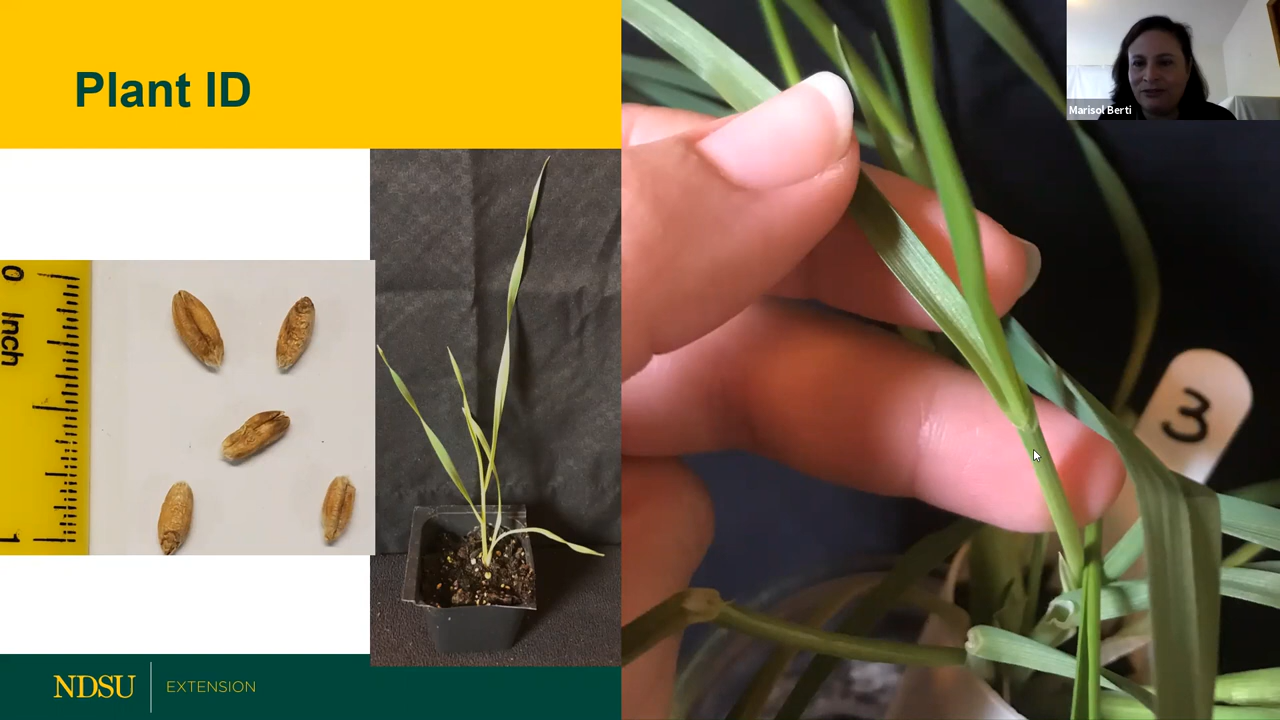 Plant ID
Marisol Berti
0
Inch
1
3
NDSU
EXTENSION